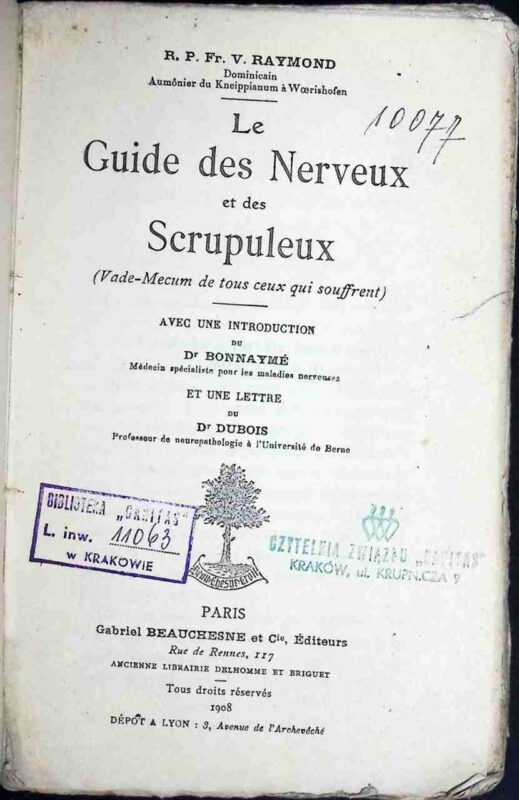 R. P. Fr. V. RAYMOND
Dominicain
Aumônier du Kneippianum à Wœrishofen
10077
Le
Guide des Nerveux
et des
Scrupuleux
(Vade-Mecum de tous ceux qui souffrent)
AVEC UNE INTRODUCTION
DU
Dr BONNAYMÉ
Médecin spécialiste pour les maladies nerveuses
ET UNE LETTRE
DU
Dr DUBOIS
Professeur de neuropathologie à l'Université de Berne
BIBLIOTEKA „CARITAS"
L. inw. 11063
w KRAKOWIE
CZYTELNIA ZWIĄZKU „CARITAS"
KRAKÓW, ul. KRUPNICZA 9
PARIS
Gabriel BEAUCHESNE et Cie, Éditeurs
Rue de Rennes, 117
ANCIENNE LIBRAIRIE DELHOMME ET BRIGUET
Tous droits réservés
1908
DÉPÔT A LYON : 3, Avenue de l'Archevêché